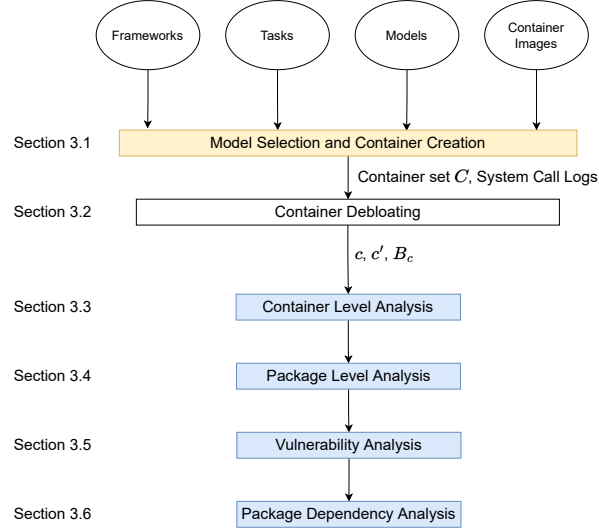 Frameworks
Tasks
Models
Container
Images
Section 3.1
Model Selection and Container Creation
Container set C, System Call Logs
Section 3.2
Container Debloating
c, c′, B_c
Section 3.3
Container Level Analysis
Section 3.4
Package Level Analysis
Section 3.5
Vulnerability Analysis
Section 3.6
Package Dependency Analysis